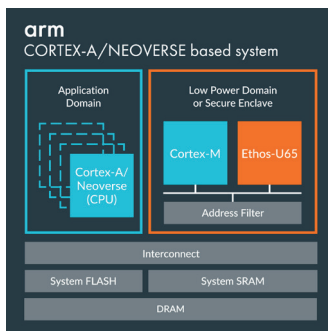 arm
CORTEX-A/NEOVERSE based system
Application
Domain
Cortex-A/
Neoverse
(CPU)
Low Power Domain
or Secure Enclave
Cortex-M
Ethos-U65
Address Filter
Interconnect
System FLASH
System SRAM
DRAM